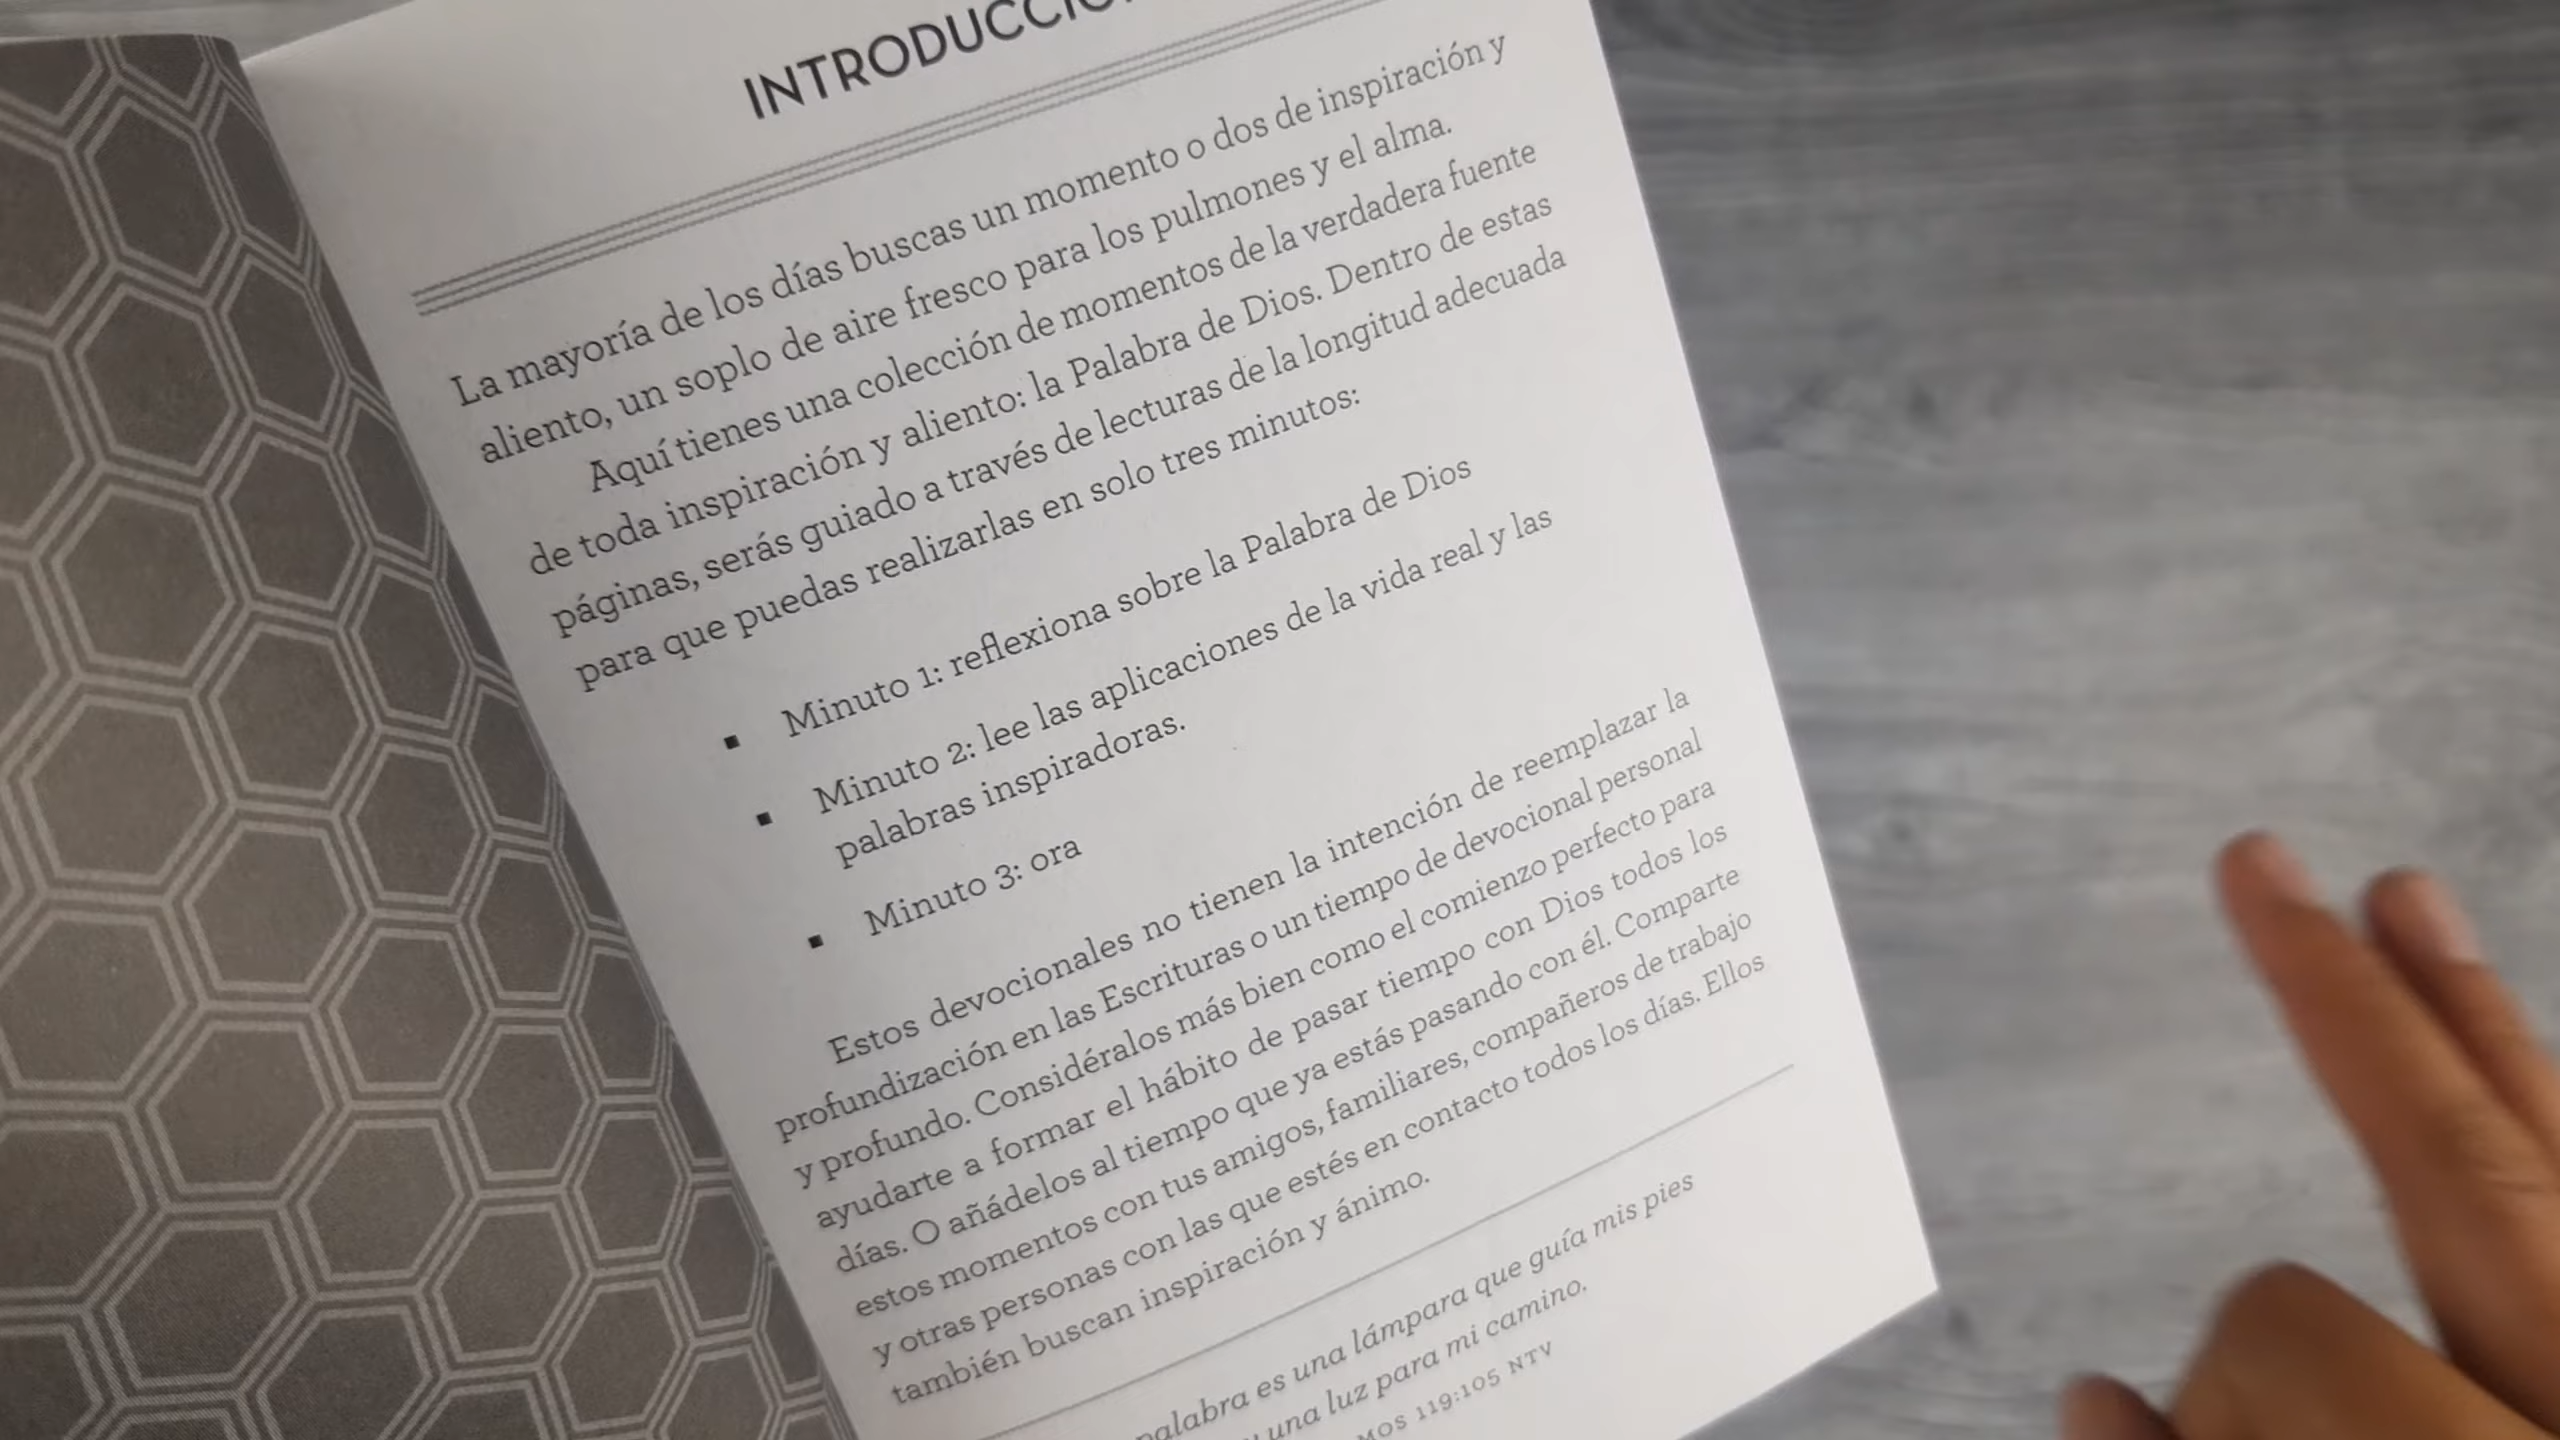 INTRODUCCIÓ
La mayoría de los días buscas un momento o dos de inspiración y
aliento, un soplo de aire fresco para los pulmones y el alma.
Aquí tienes una colección de momentos de la verdadera fuente
de toda inspiración y aliento: la Palabra de Dios. Dentro de estas
páginas, serás guiado a través de lecturas de la longitud adecuada
para que puedas realizarlas en solo tres minutos:
▪ Minuto 1: reflexiona sobre la Palabra de Dios
▪ Minuto 2: lee las aplicaciones de la vida real y las
palabras inspiradoras.
▪ Minuto 3: ora
Estos devocionales no tienen la intención de reemplazar la
profundización en las Escrituras o un tiempo de devocional personal
y profundo. Considéralos más bien como el comienzo perfecto para
ayudarte a formar el hábito de pasar tiempo con Dios todos los
días. O añádelos al tiempo que ya estás pasando con él. Comparte
estos momentos con tus amigos, familiares, compañeros de trabajo
y otras personas con las que estés en contacto todos los días. Ellos
también buscan inspiración y ánimo.
palabra es una lámpara que guía mis pies
y una luz para mi camino.
MOS 119:105 NTV